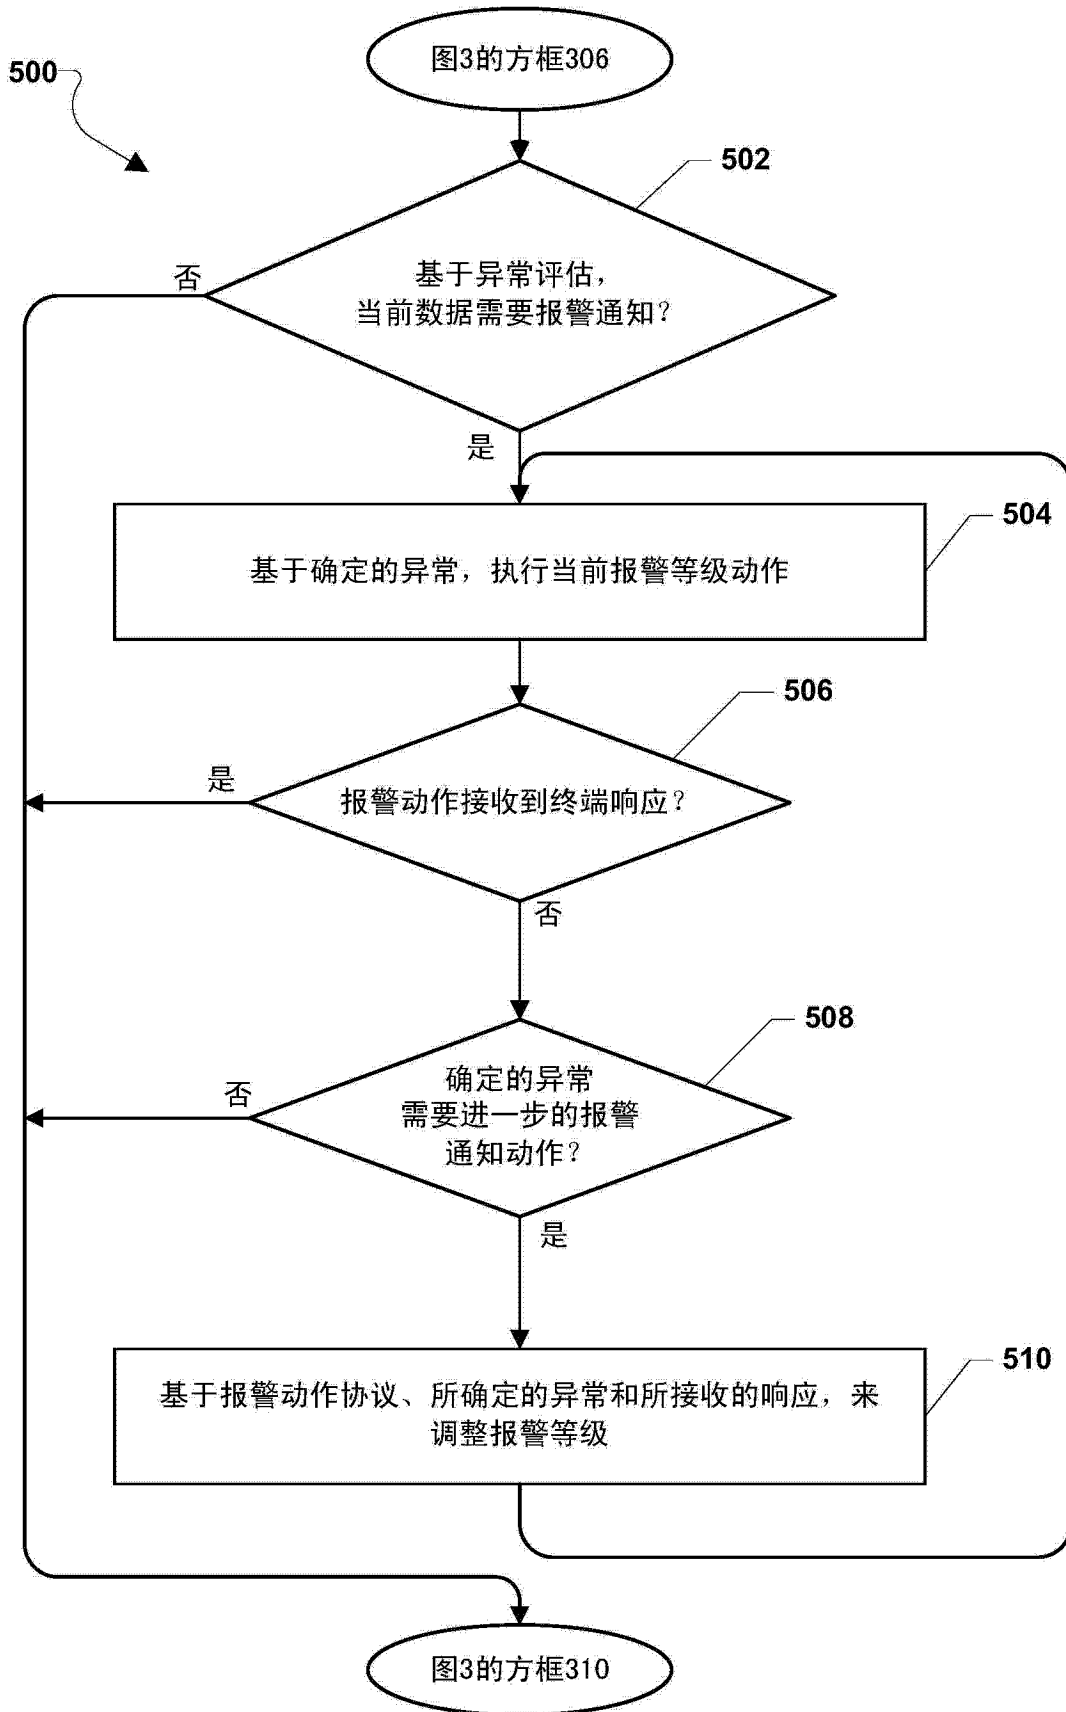 图3的方框306
500
502
基于异常评估,
当前数据需要报警通知?
否
是
504
基于确定的异常,执行当前报警等级动作
506
报警动作接收到终端响应?
是
否
508
确定的异常
需要进一步的报警
通知动作?
否
是
510
基于报警动作协议、所确定的异常和所接收的响应,来
调整报警等级
图3的方框310